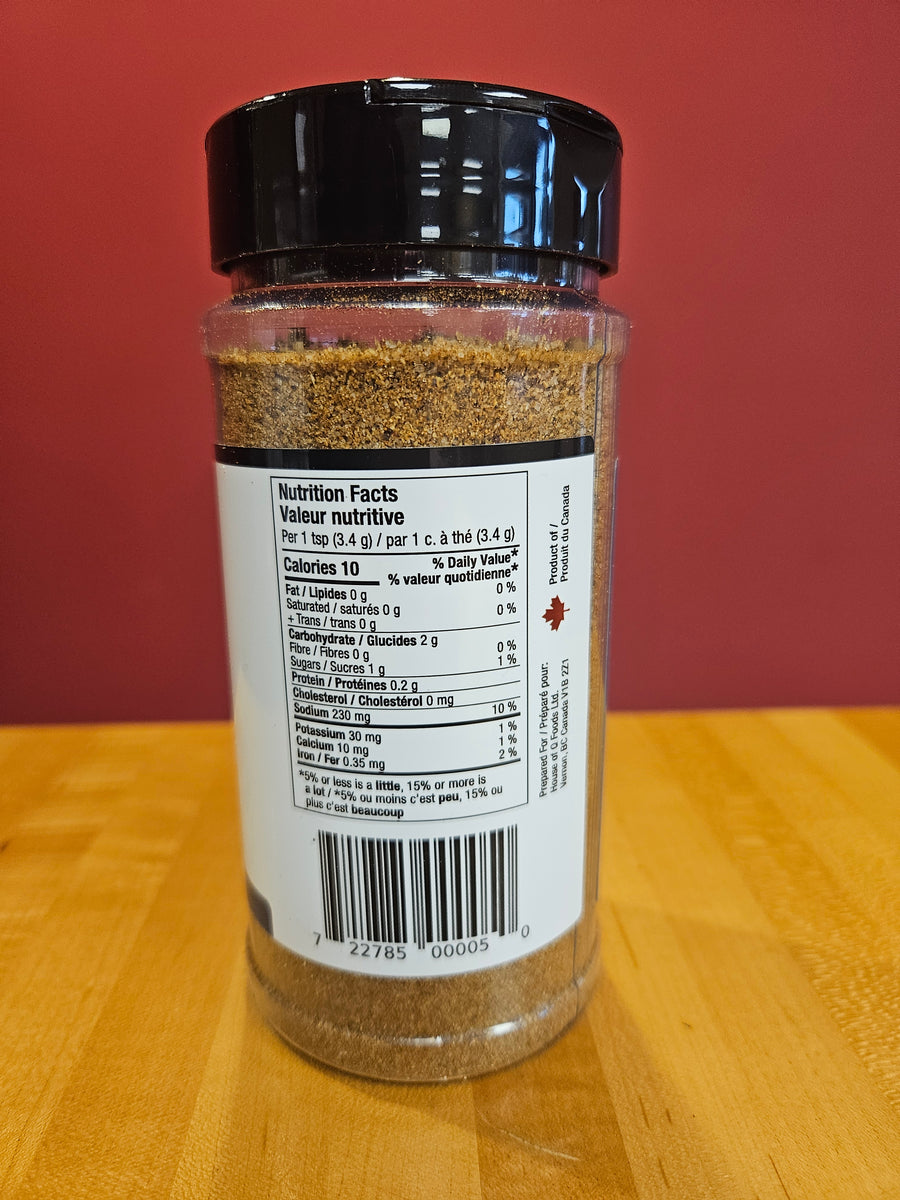 Nutrition Facts
Valeur nutritive
Per 1 tsp (3.4 g) / par 1 c. à thé (3.4 g)
Calories 10
% Daily Value*
% valeur quotidienne*
Fat / Lipides 0 g 0 %
Saturated / saturés 0 g 0 %
+ Trans / trans 0 g
Carbohydrate / Glucides 2 g
Fibre / Fibres 0 g 0 %
Sugars / Sucres 1 g 1 %
Protein / Protéines 0.2 g
Cholesterol / Cholestérol 0 mg
Sodium 230 mg 10 %
Potassium 30 mg 1 %
Calcium 10 mg 1 %
Iron / Fer 0.35 mg 2 %
*5% or less is a little, 15% or more is
a lot / *5% ou moins c'est peu, 15% ou
plus c'est beaucoup
7 22785 00005 0
Product of /
Produit du Canada
Prepared For / Préparé pour:
House of Q Foods Ltd.
Vernon, BC Canada V1B 2Z1